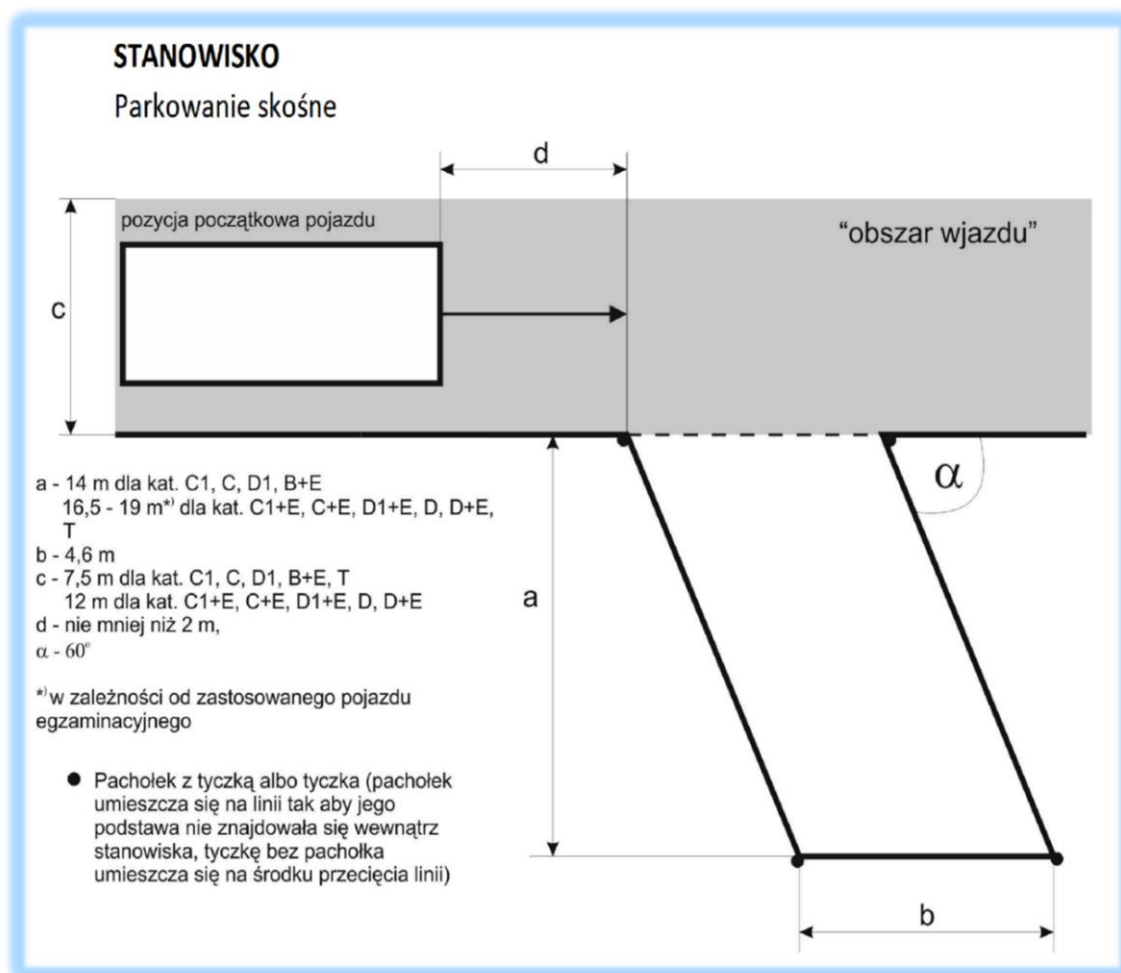 STANOWISKO
Parkowanie skośne
d
pozycja początkowa pojazdu
“obszar wjazdu”
c
α
a - 14 m dla kat. C1, C, D1, B+E
16,5 - 19 m*⁾ dla kat. C1+E, C+E, D1+E, D, D+E,
T
b - 4,6 m
c - 7,5 m dla kat. C1, C, D1, B+E, T
12 m dla kat. C1+E, C+E, D1+E, D, D+E
d - nie mniej niż 2 m,
α - 60°
a
*⁾ w zależności od zastosowanego pojazdu
egzaminacyjnego
Pachołek z tyczką albo tyczka (pachołek
umieszcza się na linii tak aby jego
podstawa nie znajdowała się wewnątrz
stanowiska, tyczkę bez pachołka
umieszcza się na środku przecięcia linii)
b